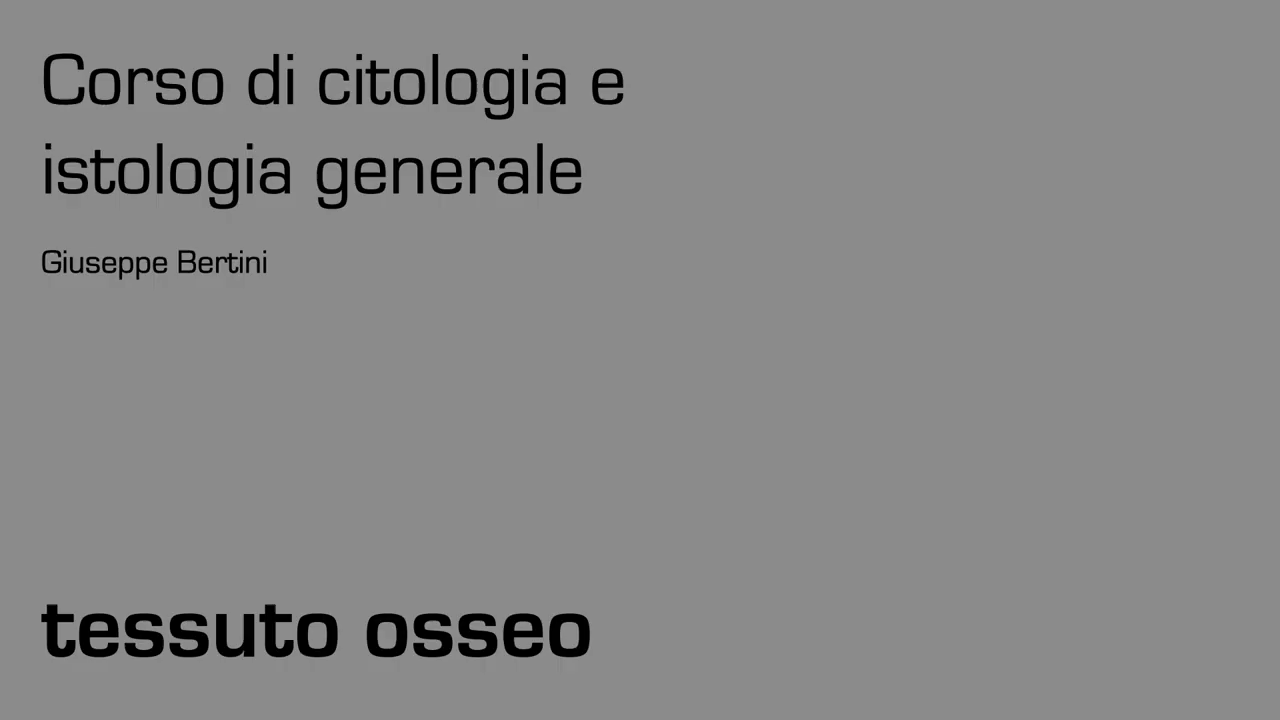 Corso di citologia e
istologia generale
Giuseppe Bertini
tessuto osseo